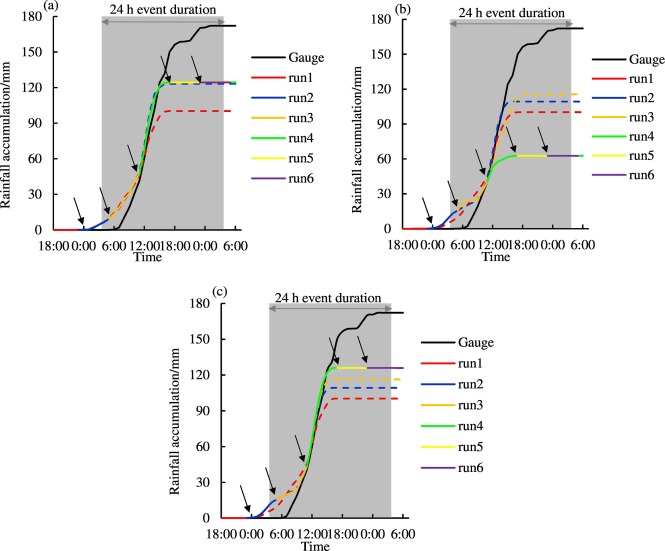 (a)
24 h event duration
180
150
120
90
60
30
0
Rainfall accumulation/mm
18:00 0:00 6:00 12:00 18:00 0:00 6:00
Time
Gauge
run1
run2
run3
run4
run5
run6
(b)
24 h event duration
180
150
120
90
60
30
0
Rainfall accumulation/mm
18:00 0:00 6:00 12:00 18:00 0:00 6:00
Time
Gauge
run1
run2
run3
run4
run5
run6
(c)
24 h event duration
180
150
120
90
60
30
0
Rainfall accumulation/mm
18:00 0:00 6:00 12:00 18:00 0:00 6:00
Time
Gauge
run1
run2
run3
run4
run5
run6